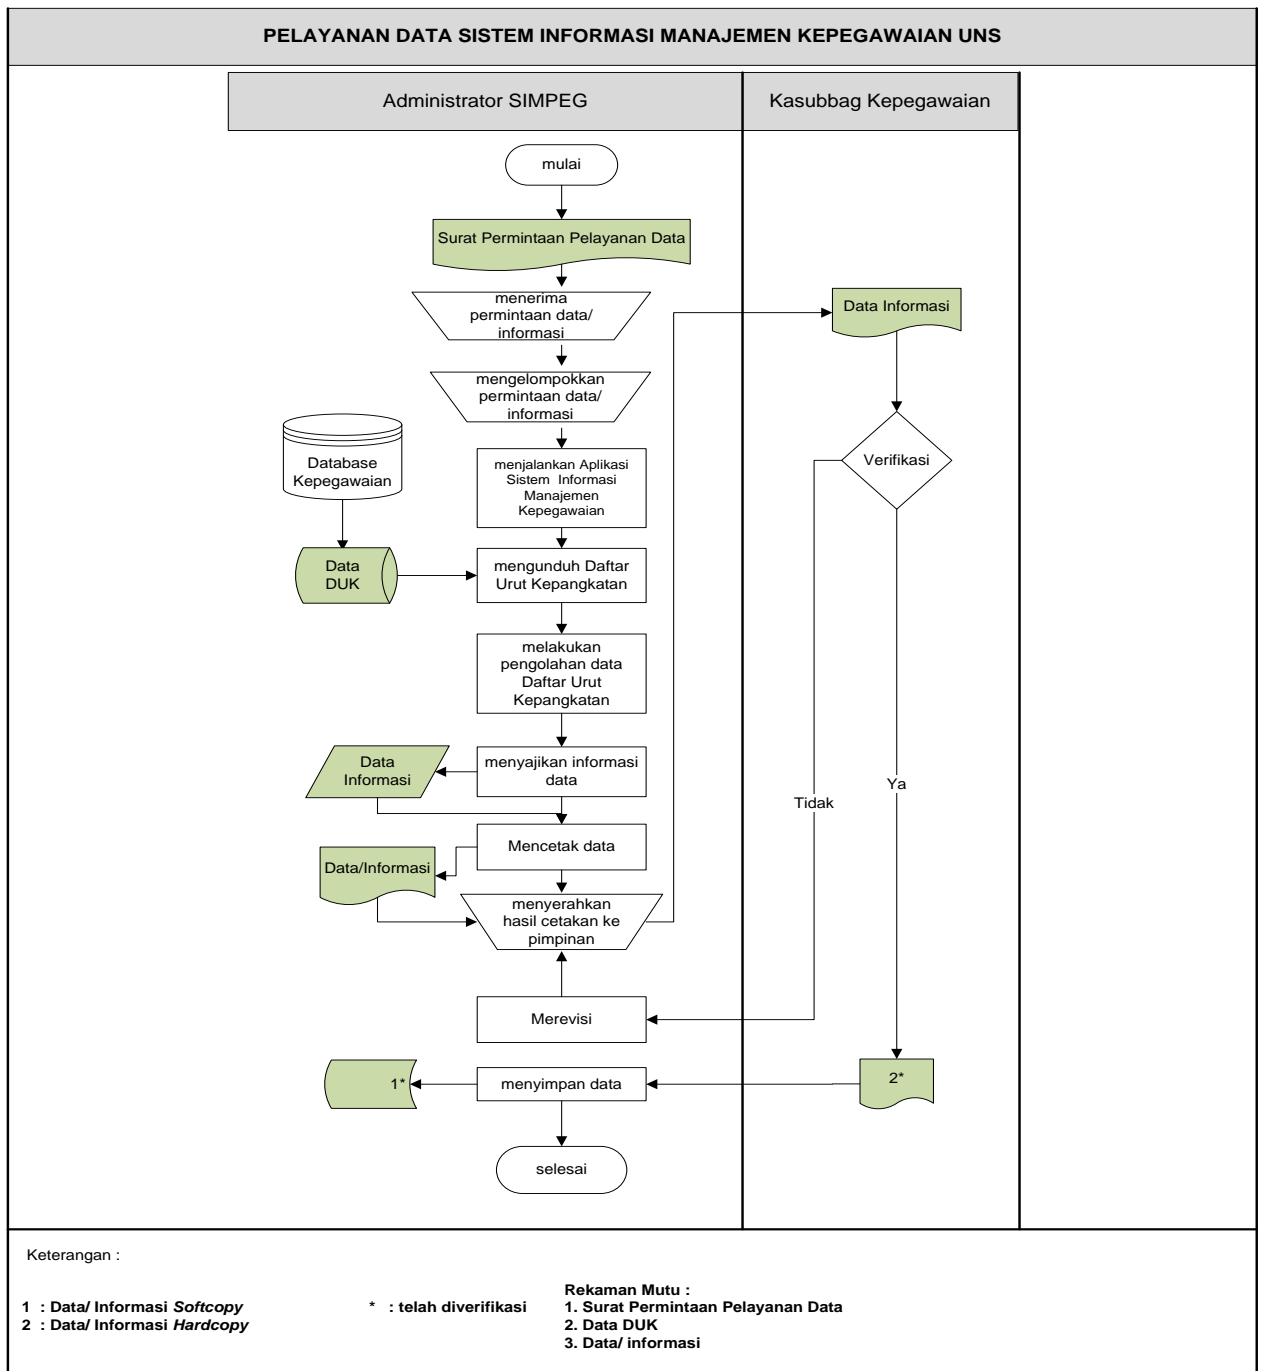 PELAYANAN DATA SISTEM INFORMASI MANAJEMEN KEPEGAWAIAN UNS
Administrator SIMPEG
Kasubbag Kepegawaian
mulai
Surat Permintaan Pelayanan Data
menerima
permintaan data/
informasi
Data Informasi
mengelompokkan
permintaan data/
informasi
Database
Kepegawaian
menjalankan Aplikasi
Sistem Informasi
Manajemen
Kepegawaian
Verifikasi
Data
DUK
mengunduh Daftar
Urut Kepangkatan
melakukan
pengolahan data
Daftar Urut
Kepangkatan
Data
Informasi
menyajikan informasi
data
Tidak
Ya
Mencetak data
Data/Informasi
menyerahkan
hasil cetakan ke
pimpinan
Merevisi
1*
menyimpan data
2*
selesai
Keterangan :
1 : Data/ Informasi Softcopy
2 : Data/ Informasi Hardcopy
* : telah diverifikasi
Rekaman Mutu :
1. Surat Permintaan Pelayanan Data
2. Data DUK
3. Data/ informasi